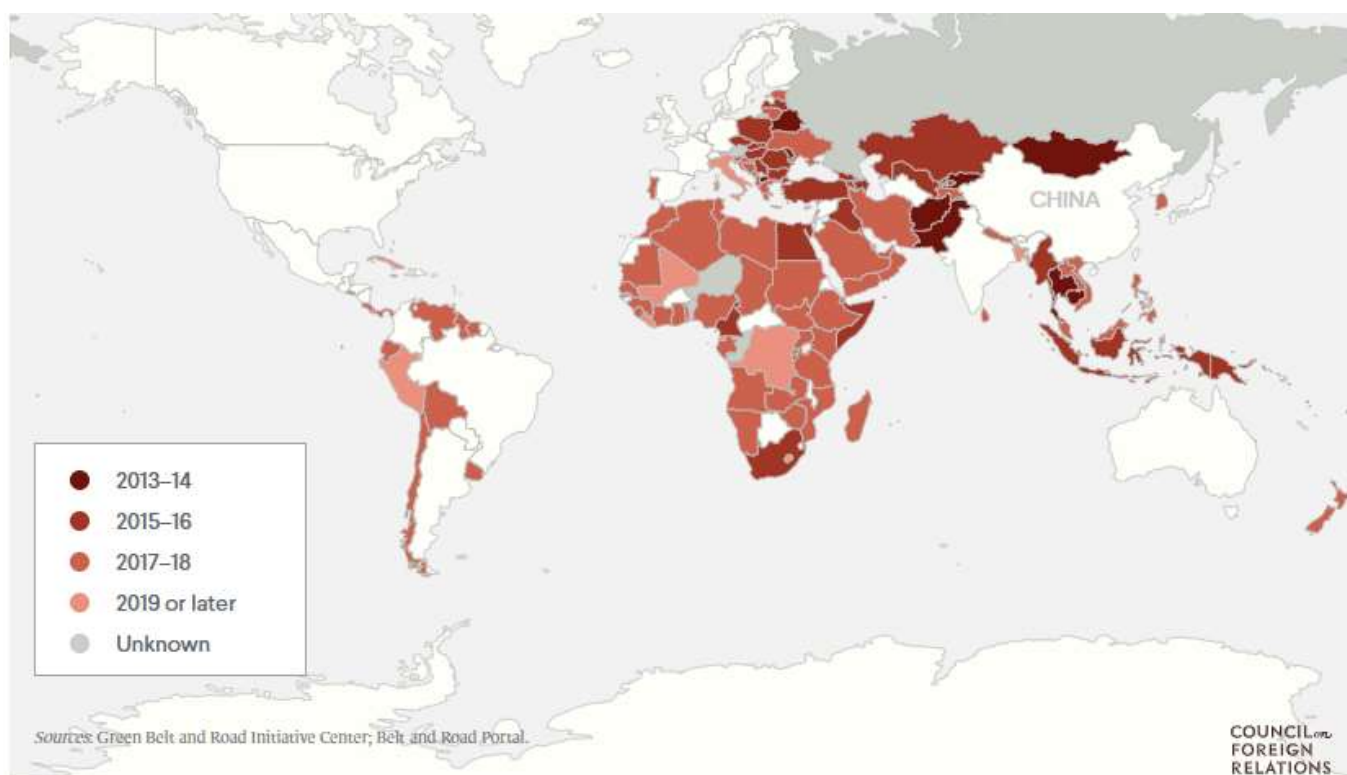 CHINA
2013–14
2015–16
2017–18
2019 or later
Unknown
Sources: Green Belt and Road Initiative Center; Belt and Road Portal.
COUNCIL on
FOREIGN
RELATIONS